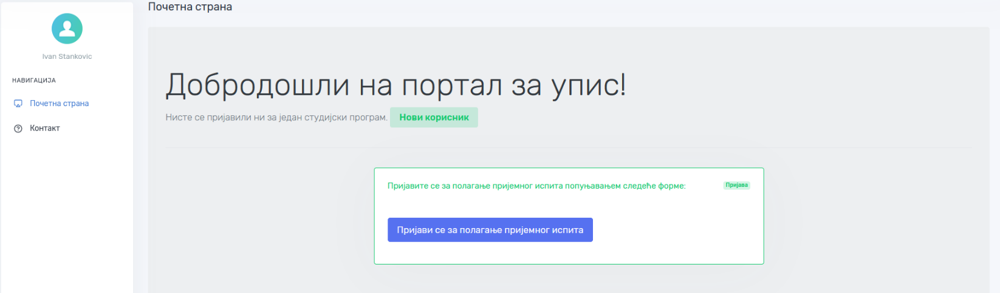 Почетна страна
Ivan Stankovic
НАВИГАЦИЈА
Почетна страна
Контакт
Добродошли на портал за упис!
Нисте се пријавили ни за један студијски програм. Нови корисник
Пријавите се за полагање пријемног испита попуњавањем следеће форме: Пријава
Пријави се за полагање пријемног испита